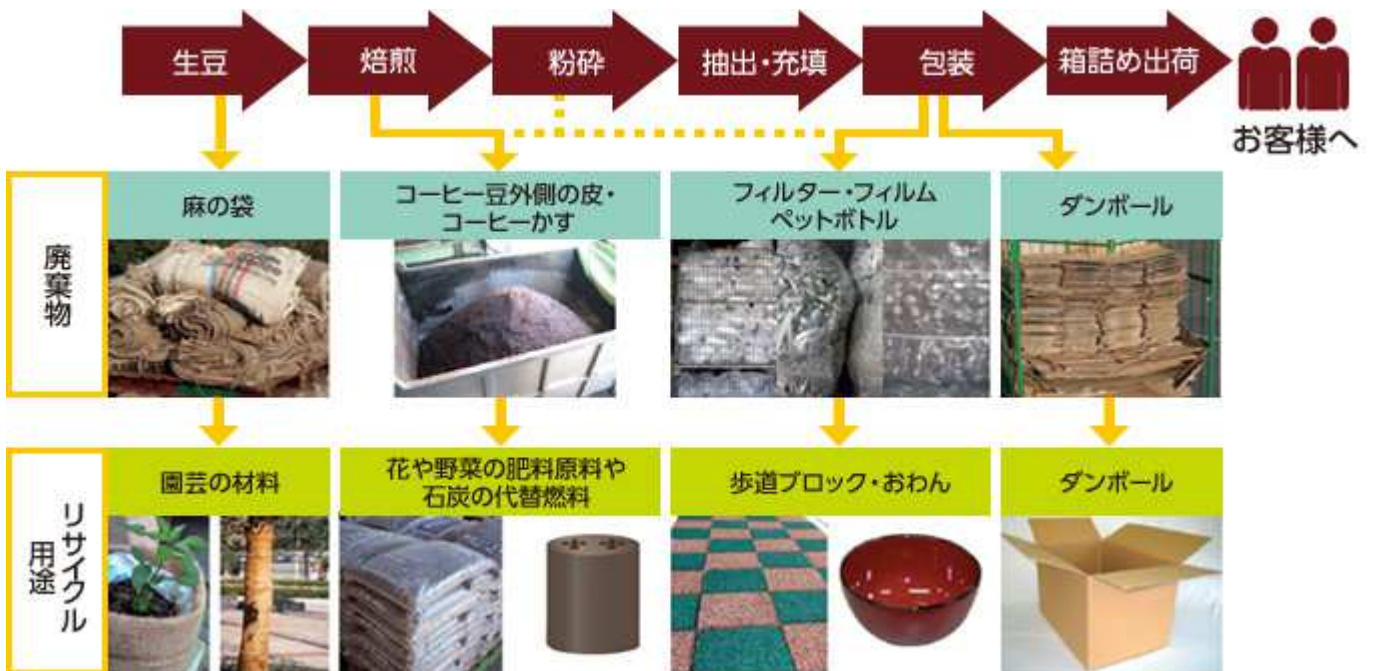 生豆
焙煎
粉砕
抽出・充填
包装
箱詰め出荷
お客様へ
廃棄物
麻の袋
コーヒー豆外側の皮・
コーヒーかす
フィルター・フィルム
ペットボトル
ダンボール
リサイクル
用途
園芸の材料
花や野菜の肥料原料や
石炭の代替燃料
歩道ブロック・おわん
ダンボール